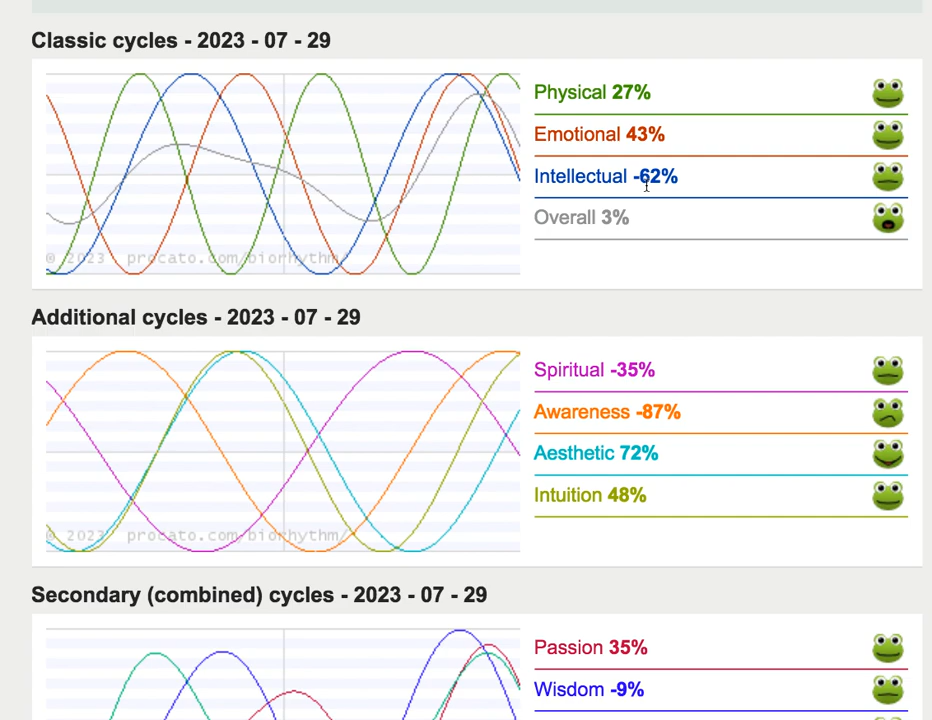 Classic cycles - 2023 - 07 - 29
Physical 27%
Emotional 43%
Intellectual -62%
Overall 3%
© 2023 procato.com/biorhythm/
Additional cycles - 2023 - 07 - 29
Spiritual -35%
Awareness -87%
Aesthetic 72%
Intuition 48%
© 2023 procato.com/biorhythm/
Secondary (combined) cycles - 2023 - 07 - 29
Passion 35%
Wisdom -9%